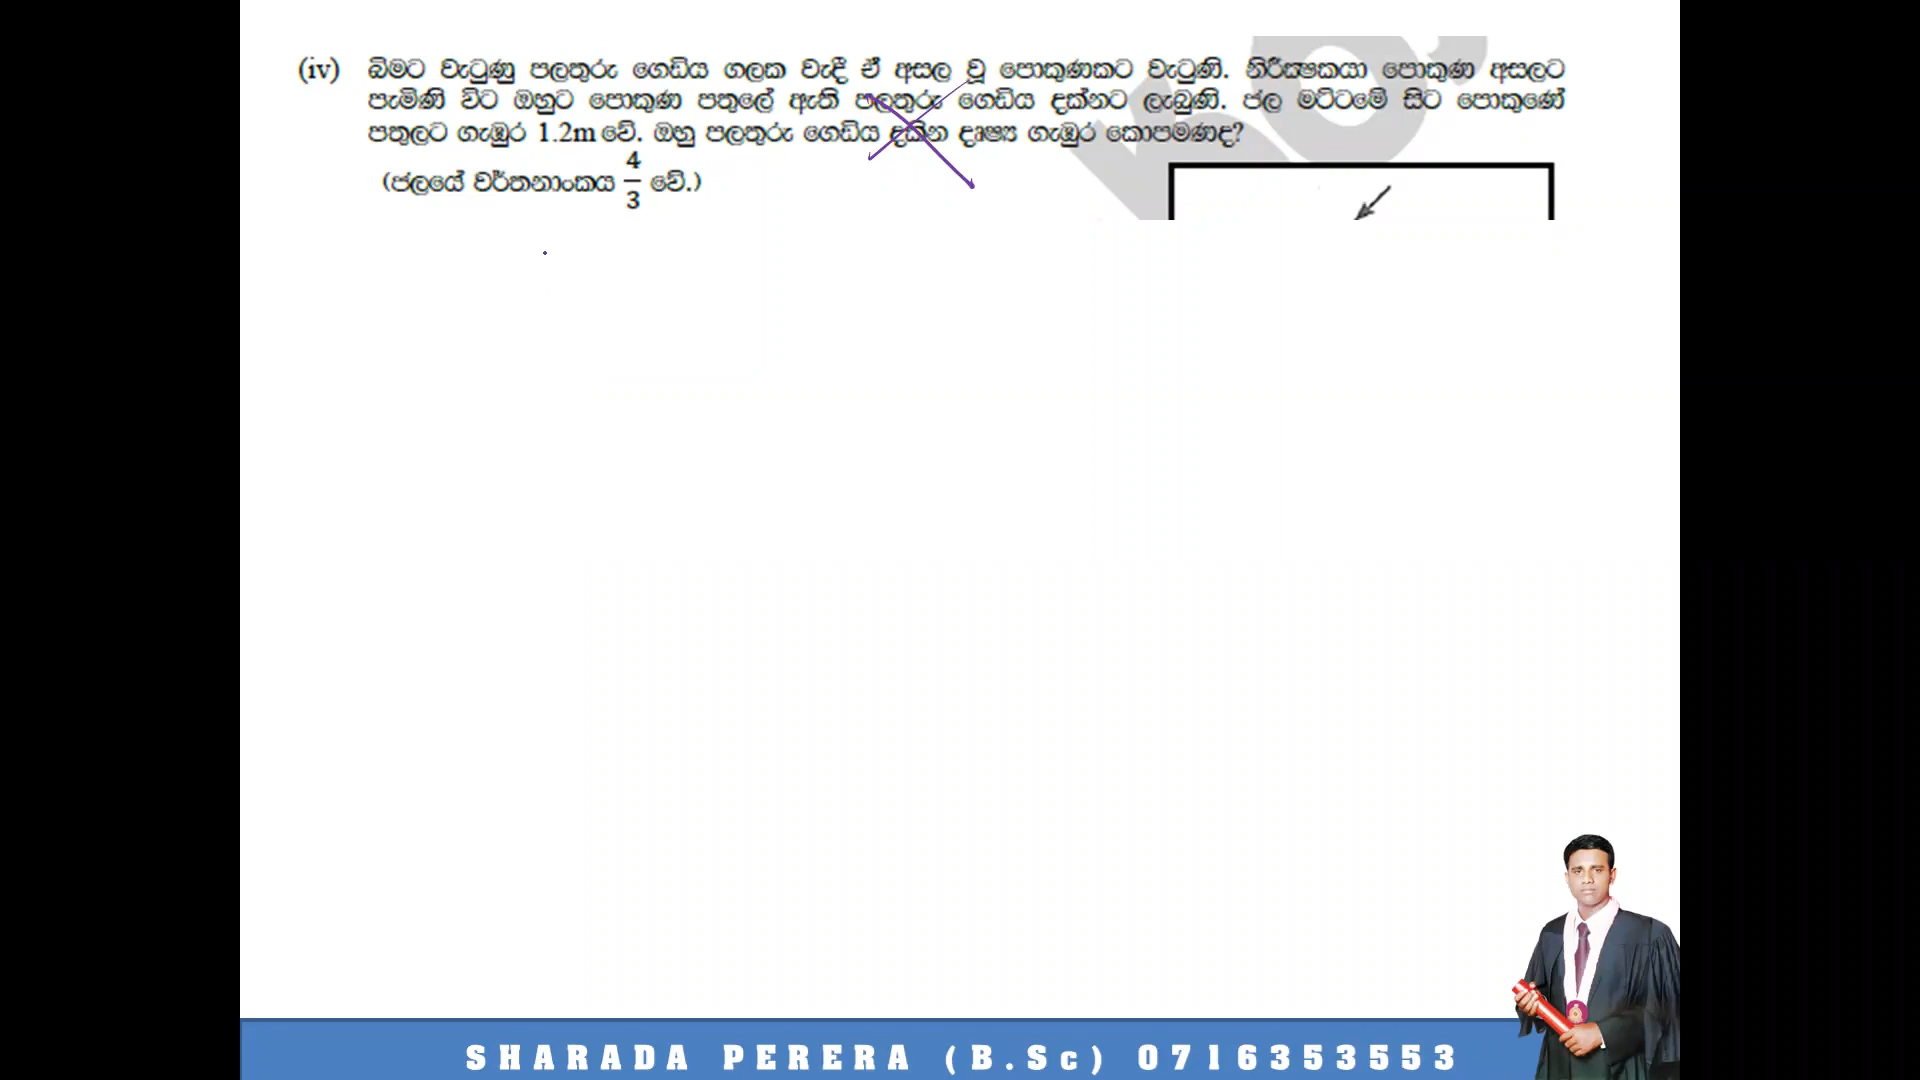 (iv) බිමට වැටුණු පලතුරු ගෙඩිය ගලක වැදී ඒ අසල වූ පොකුණකට වැටුණි. නිරීක්ෂකයා පොකුණ අසලට
පැමිණි විට ඔහුට පොකුණ පතුලේ ඇති පලතුරු ගෙඩිය දක්නට ලැබුණි. ජල මට්ටමේ සිට පොකුණේ
පතුලට ගැඹුර 1.2m වේ. ඔහු පලතුරු ගෙඩිය දකින දෘෂ්‍ය ගැඹුර කොපමණද?
(ජලයේ වර්තනාංකය 4/3 වේ.)
SHARADA PERERA (B.Sc) 0716353553